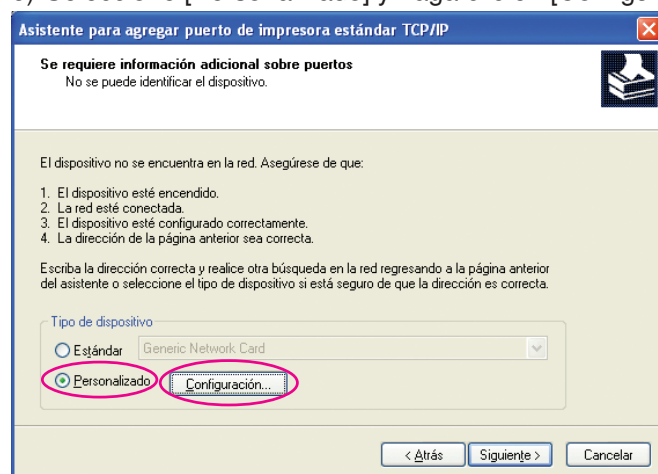 Asistente para agregar puerto de impresora estándar TCP/IP
Se requiere información adicional sobre puertos
No se puede identificar el dispositivo.
El dispositivo no se encuentra en la red. Asegúrese de que:
1. El dispositivo esté encendido.
2. La red esté conectada.
3. El dispositivo esté configurado correctamente.
4. La dirección de la página anterior sea correcta.
Escriba la dirección correcta y realice otra búsqueda en la red regresando a la página anterior
del asistente o seleccione el tipo de dispositivo si está seguro de que la dirección es correcta.
Tipo de dispositivo
Estándar Generic Network Card
Personalizado Configuración...
< Atrás Siguiente > Cancelar